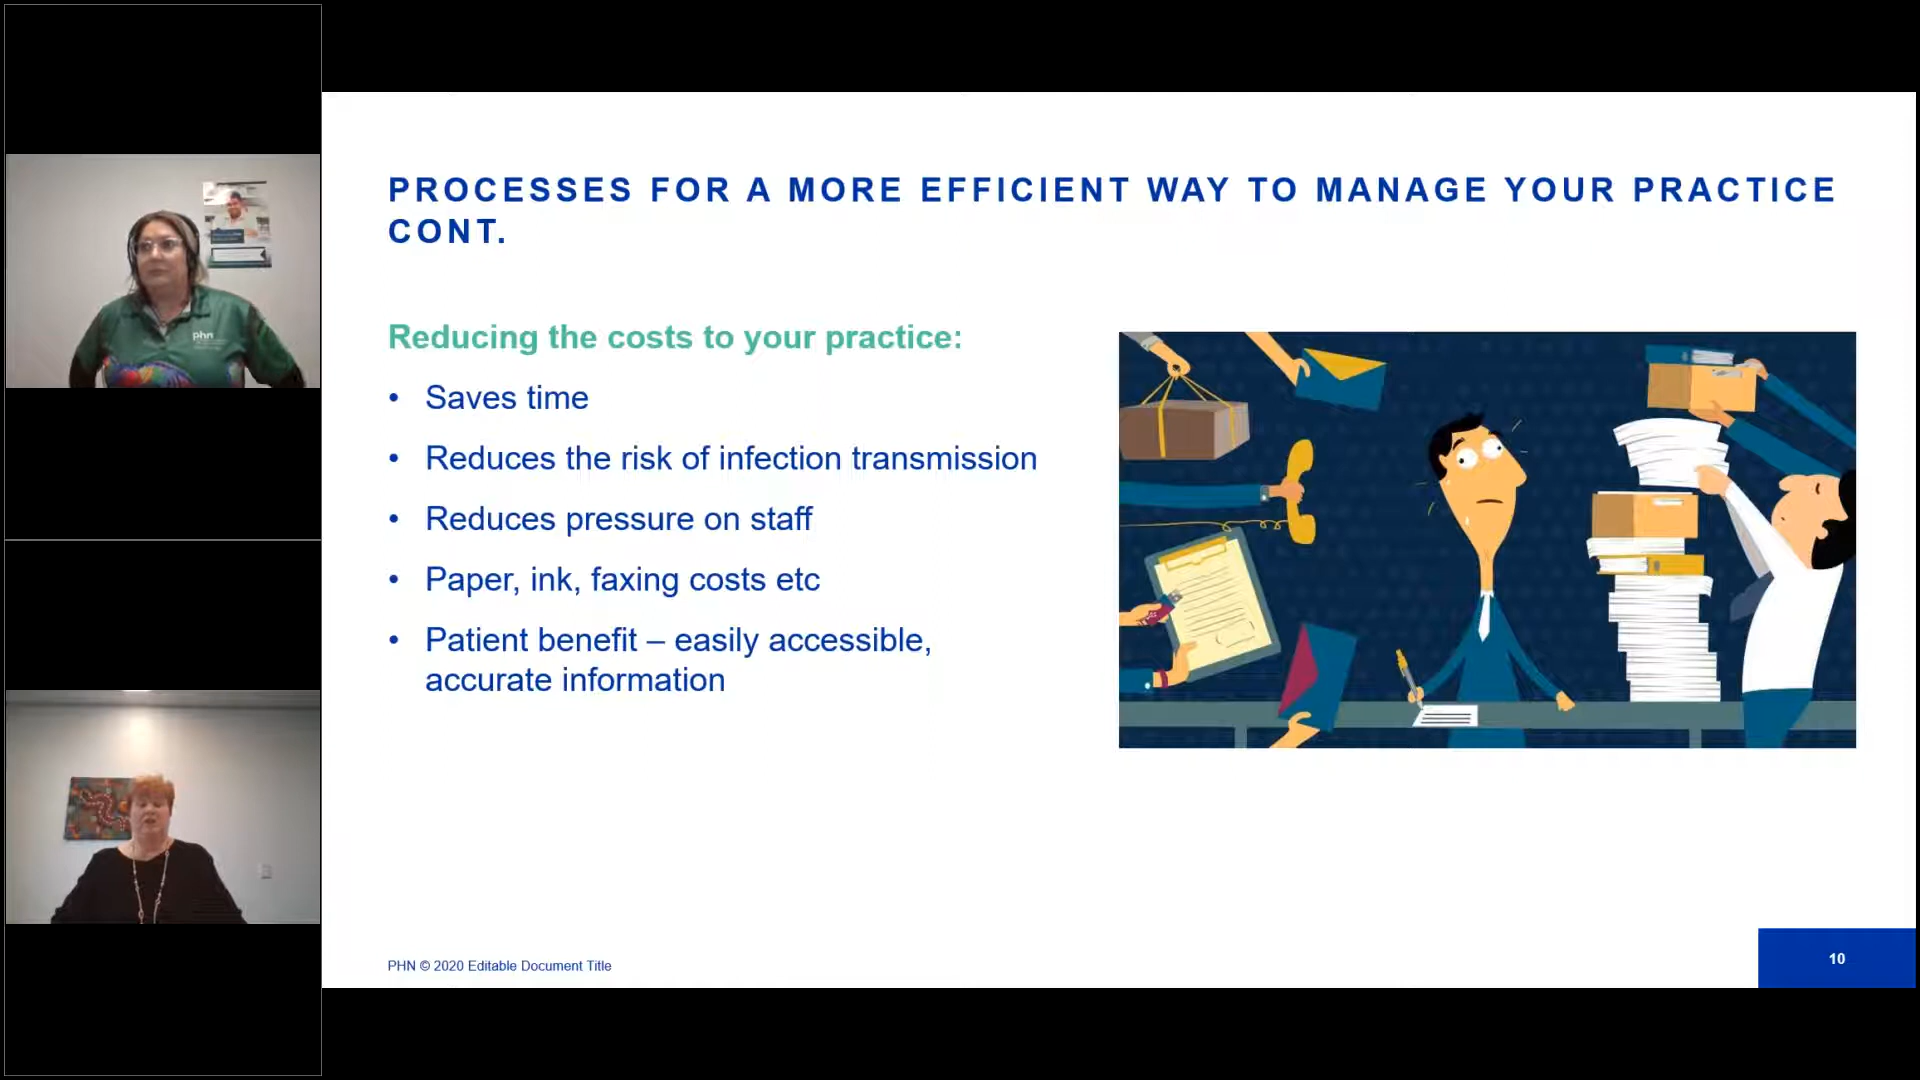 PROCESSES FOR A MORE EFFICIENT WAY TO MANAGE YOUR PRACTICE
CONT.
Reducing the costs to your practice:
• Saves time
• Reduces the risk of infection transmission
• Reduces pressure on staff
• Paper, ink, faxing costs etc
• Patient benefit – easily accessible,
accurate information
PHN © 2020 Editable Document Title
10
phn